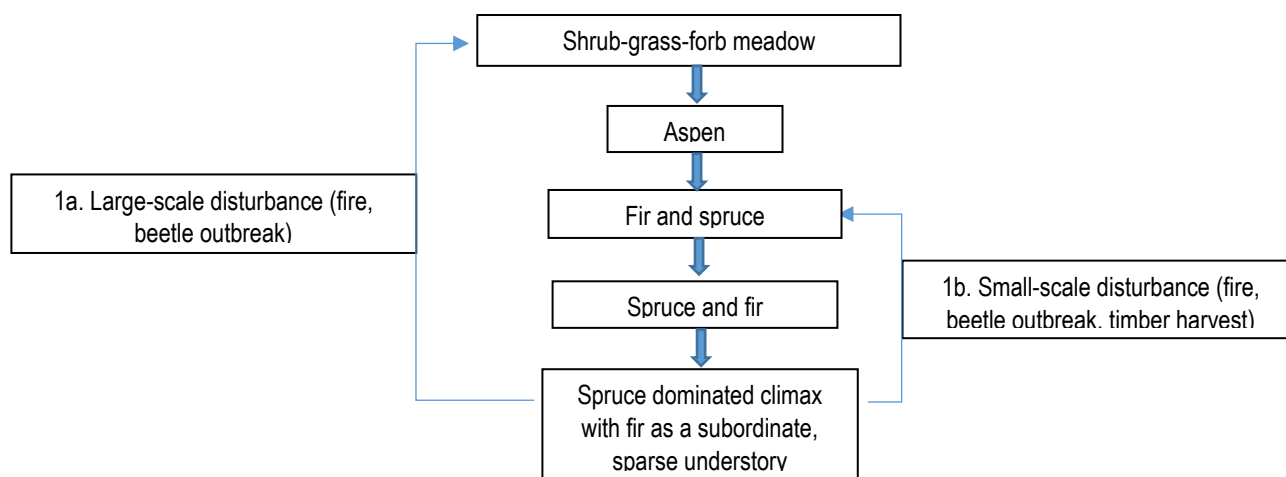 Shrub-grass-forb meadow
Aspen
1a. Large-scale disturbance (fire,
beetle outbreak)
Fir and spruce
Spruce and fir
1b. Small-scale disturbance (fire,
beetle outbreak, timber harvest)
Spruce dominated climax
with fir as a subordinate,
sparse understory